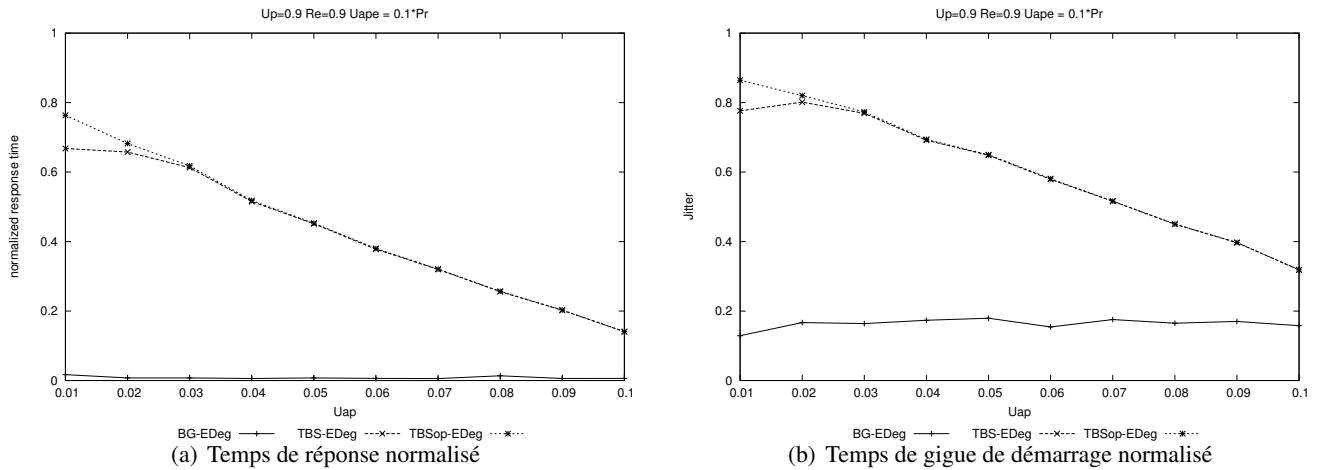 Up=0.9 Re=0.9 Uape = 0.1*Pr
1
0.8
0.6
0.4
0.2
0
normalized response time
0.01 0.02 0.03 0.04 0.05 0.06 0.07 0.08 0.09 0.1
Uap
BG-EDeg TBS-EDeg TBSop-EDeg
(a) Temps de réponse normalisé
Up=0.9 Re=0.9 Uape = 0.1*Pr
1
0.8
0.6
0.4
0.2
0
Jitter
0.01 0.02 0.03 0.04 0.05 0.06 0.07 0.08 0.09 0.1
Uap
BG-EDeg TBS-EDeg TBSop-EDeg
(b) Temps de gigue de démarrage normalisé